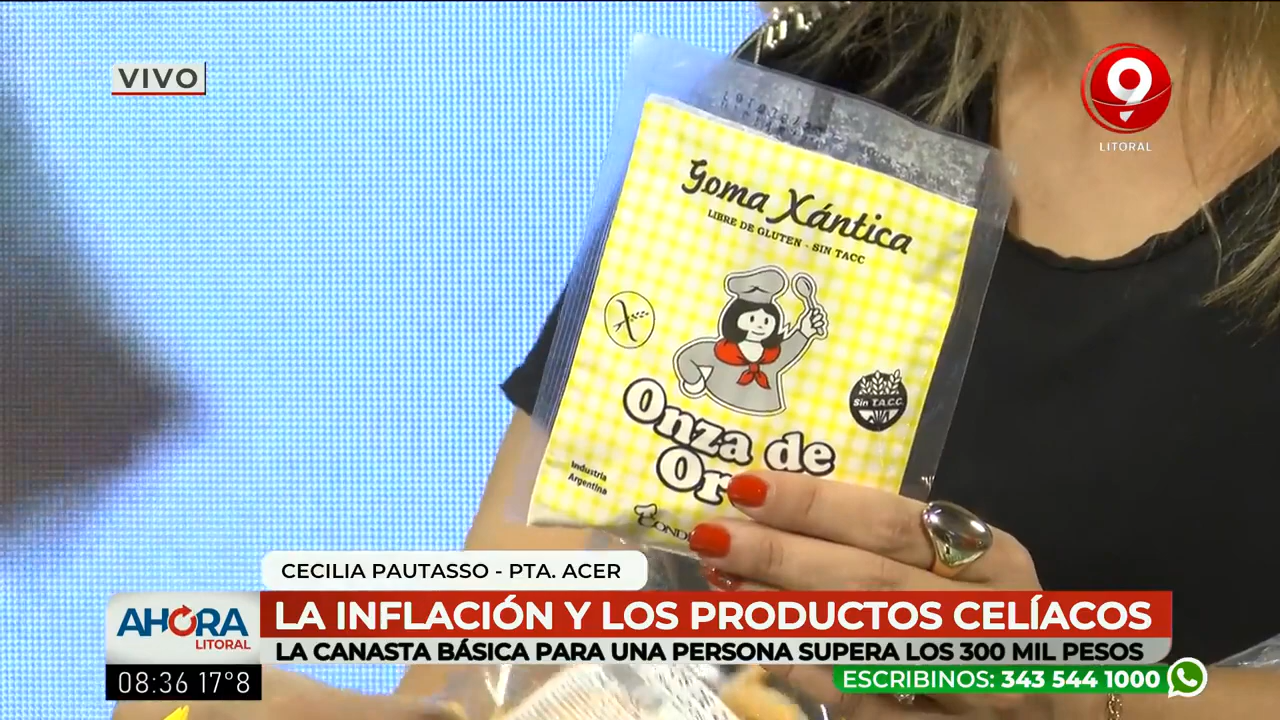 VIVO
9
LITORAL
Goma Xántica
LIBRE DE GLUTEN - SIN TACC
Sin T.A.C.C.
Onza de
Or
Industria
Argentina
CECILIA PAUTASSO - PTA. ACER
AHORA
LITORAL
LA INFLACIÓN Y LOS PRODUCTOS CELÍACOS
LA CANASTA BÁSICA PARA UNA PERSONA SUPERA LOS 300 MIL PESOS
08:36 17°8
ESCRIBINOS: 343 544 1000